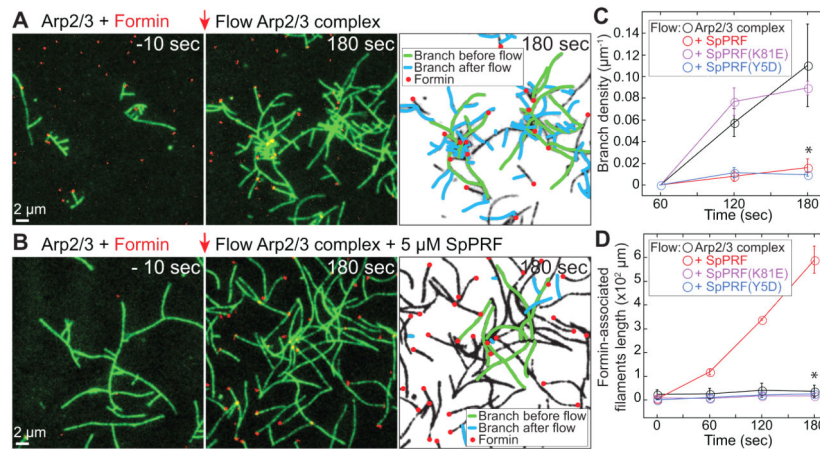 A Arp2/3 + Formin ↓ Flow Arp2/3 complex
-10 sec
180 sec
180 sec
Branch before flow
Branch after flow
Formin
2 µm
B Arp2/3 + Formin ↓ Flow Arp2/3 complex + 5 µM SpPRF
- 10 sec
180 sec
180 sec
Branch before flow
Branch after flow
Formin
2 µm
C
Flow: Arp2/3 complex
+ SpPRF
+ SpPRF(K81E)
+ SpPRF(Y5D)
Branch density (µm⁻¹)
0.14
0.12
0.10
0.08
0.06
0.04
0.02
0
*
60 120 180
Time (sec)
D
Flow: Arp2/3 complex
+ SpPRF
+ SpPRF(K81E)
+ SpPRF(Y5D)
Formin-associated
filaments length (x10² µm)
6
5
4
3
2
1
0
*
0 60 120 180
Time (sec)